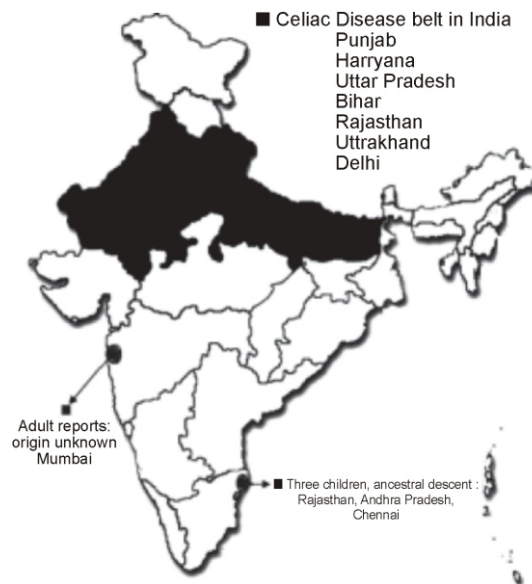 Celiac Disease belt in India
Punjab
Harryana
Uttar Pradesh
Bihar
Rajasthan
Uttrakhand
Delhi
Adult reports:
origin unknown
Mumbai
Three children, ancestral descent :
Rajasthan, Andhra Pradesh,
Chennai